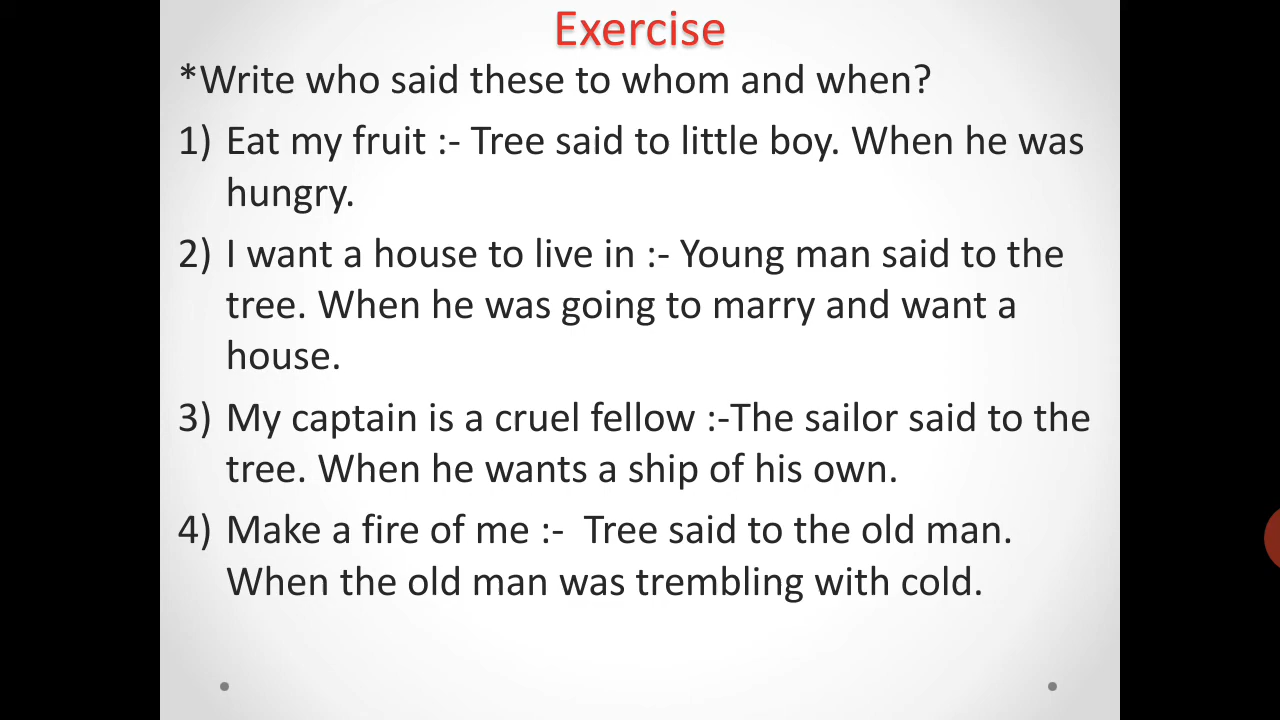 Exercise
*Write who said these to whom and when?
1) Eat my fruit :- Tree said to little boy. When he was
hungry.
2) I want a house to live in :- Young man said to the
tree. When he was going to marry and want a
house.
3) My captain is a cruel fellow :-The sailor said to the
tree. When he wants a ship of his own.
4) Make a fire of me :-  Tree said to the old man.
When the old man was trembling with cold.